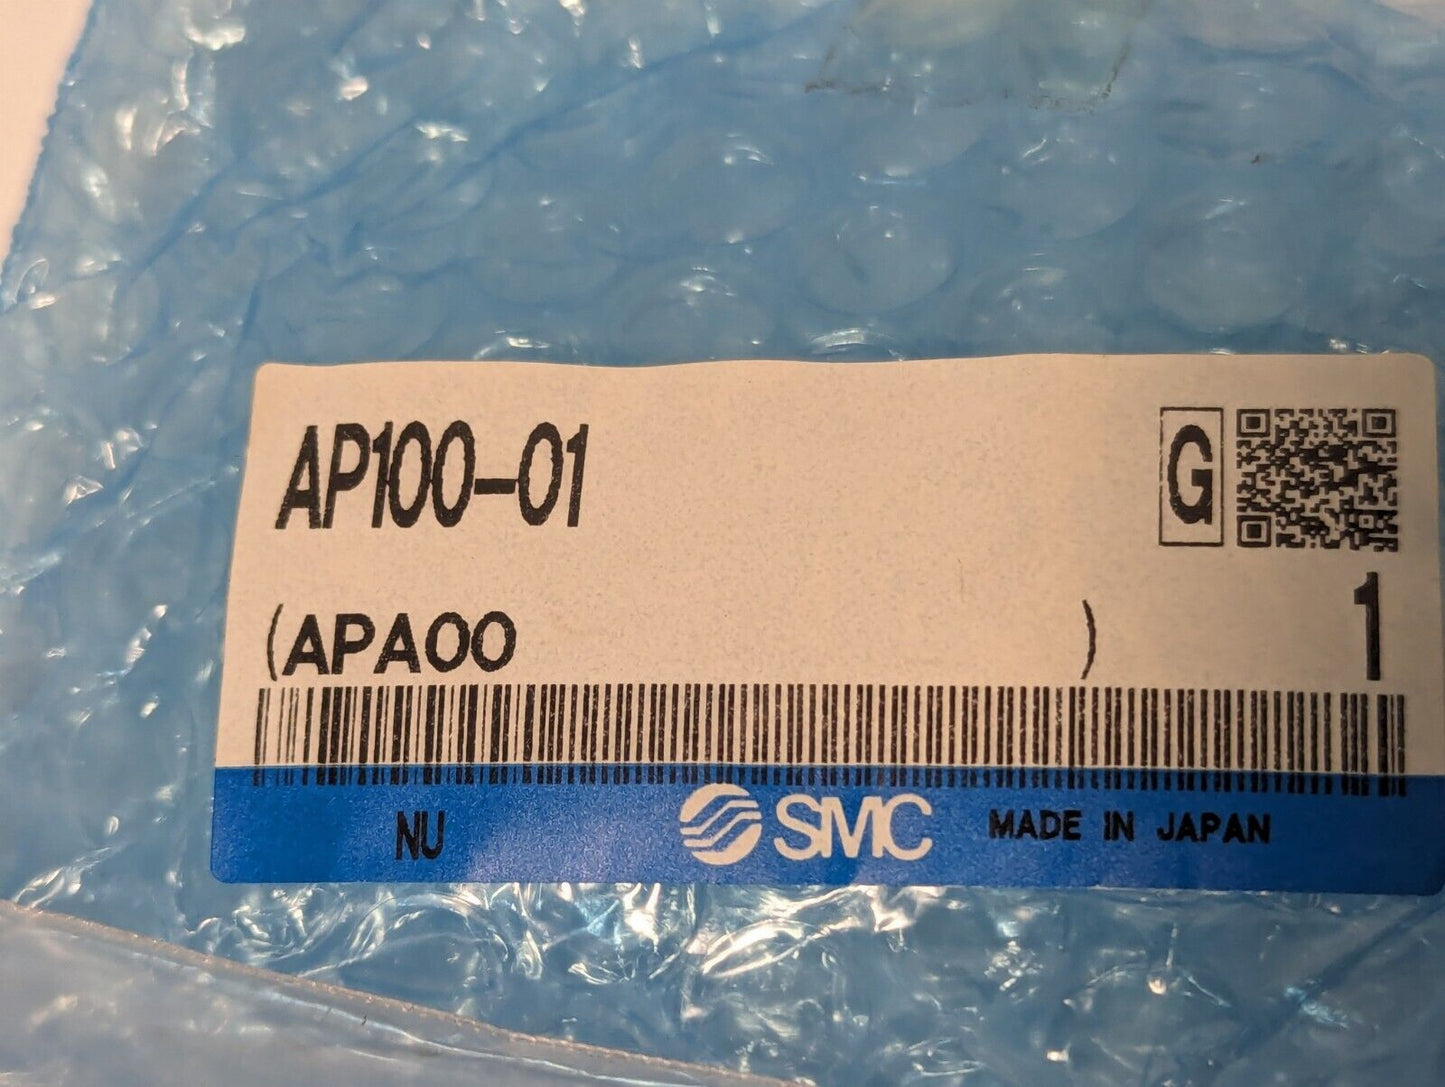 AP100-01
G
(APA00 )
1
NU
SMC
MADE IN JAPAN